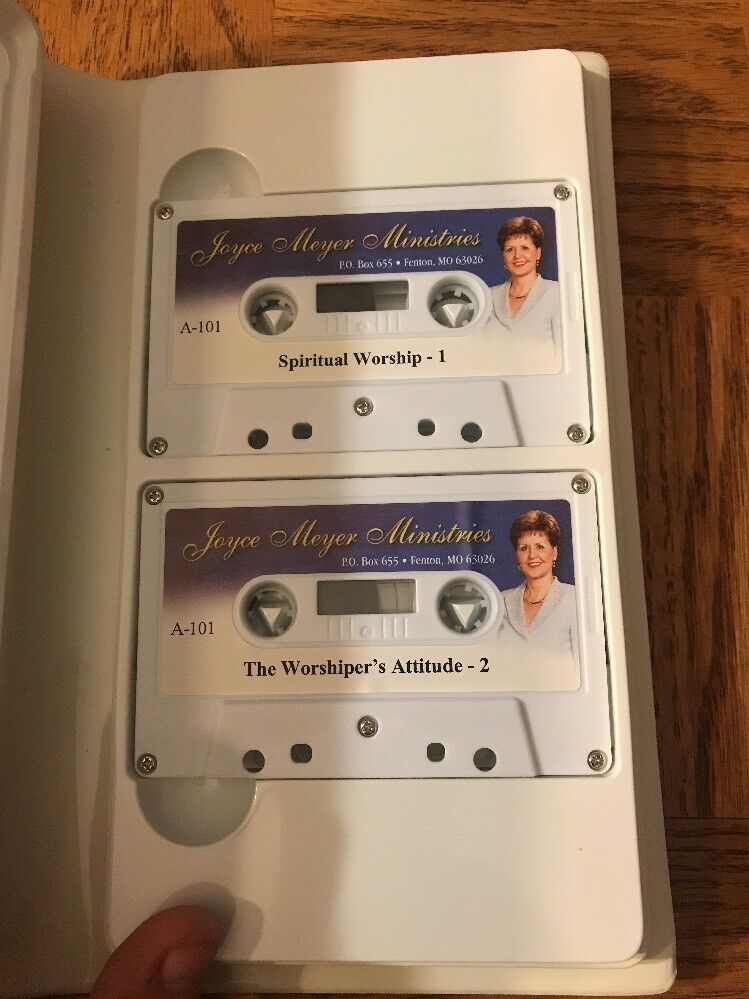 Joyce Meyer Ministries
P.O. Box 655 • Fenton, MO 63026
A-101
Spiritual Worship - 1
Joyce Meyer Ministries
P.O. Box 655 • Fenton, MO 63026
A-101
The Worshiper's Attitude - 2